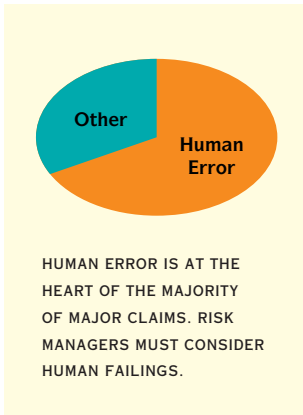 Other
Human
Error
HUMAN ERROR IS AT THE
HEART OF THE MAJORITY
OF MAJOR CLAIMS. RISK
MANAGERS MUST CONSIDER
HUMAN FAILINGS.